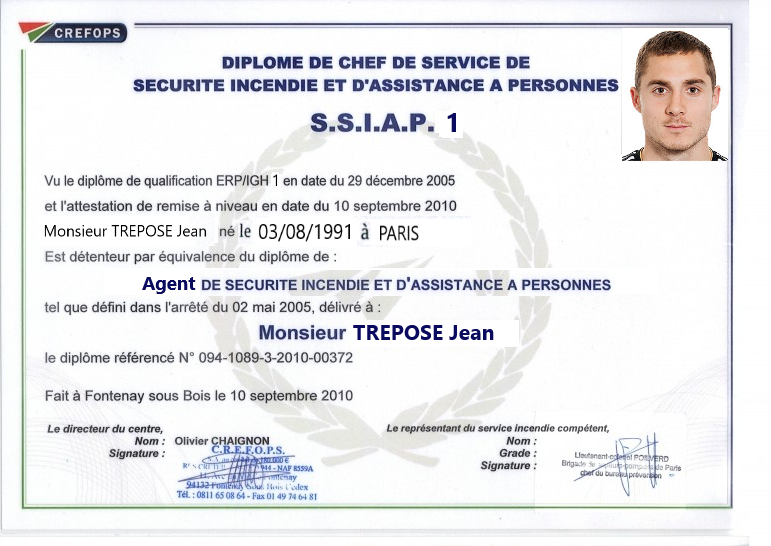 CREFOPS
DIPLOME DE CHEF DE SERVICE DE
SECURITE INCENDIE ET D'ASSISTANCE A PERSONNES
S.S.I.A.P. 1
Vu le diplôme de qualification ERP/IGH 1 en date du 29 décembre 2005
et l'attestation de remise à niveau en date du 10 septembre 2010
Monsieur TREPOSE Jean né le 03/08/1991 à PARIS
Est détenteur par équivalence du diplôme de :
Agent DE SECURITE INCENDIE ET D'ASSISTANCE A PERSONNES
tel que défini dans l'arrêté du 02 mai 2005, délivré à :
Monsieur TREPOSE Jean
le diplôme référencé N° 094-1089-3-2010-00372
Fait à Fontenay sous Bois le 10 septembre 2010
Le directeur du centre,
Nom : Olivier CHAIGNON
Signature :
C.R.E.F.O.P.S.
944 - NAF 8559A
94132 Fontenay sous Bois Cedex
Tél. : 0811 65 08 64 - Fax 01 49 74 64 81
Le représentant du service incendie compétent,
Nom :
Grade :
Signature :
Lieutenant-colonel
Brigade de sapeurs-pompiers de Paris
chef du bureau prévention